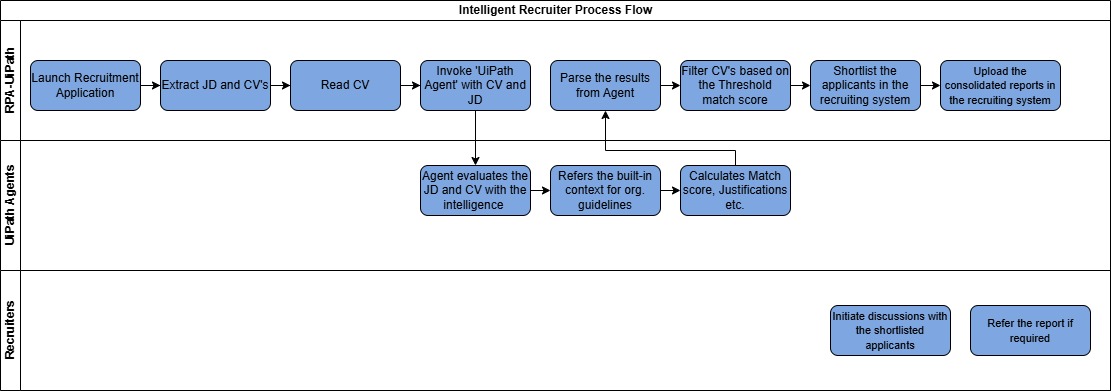 Intelligent Recruiter Process Flow
RPA-UiPath
Launch Recruitment
Application
Extract JD and CV's
Read CV
Invoke 'UiPath
Agent' with CV and
JD
Parse the results
from Agent
Filter CV's based on
the Threshold
match score
Shortlist the
applicants in the
recruiting system
Upload the
consolidated reports in
the recruiting system
UiPath Agents
Agent evaluates the
JD and CV with the
intelligence
Refers the built-in
context for org.
guidelines
Calculates Match
score, Justifications
etc.
Recruiters
Initiate discussions with
the shortlisted
applicants
Refer the report if
required